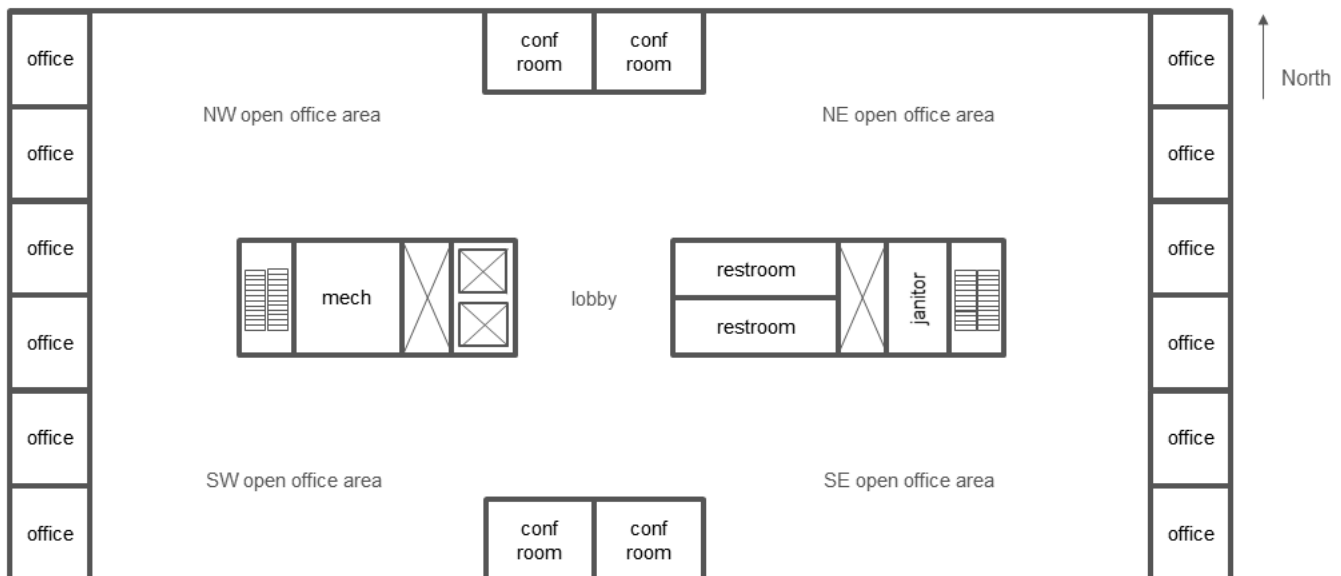 office
conf
room
conf
room
office
North
NW open office area
NE open office area
office
office
office
office
mech
lobby
restroom
restroom
janitor
office
office
office
office
SW open office area
SE open office area
office
conf
room
conf
room
office